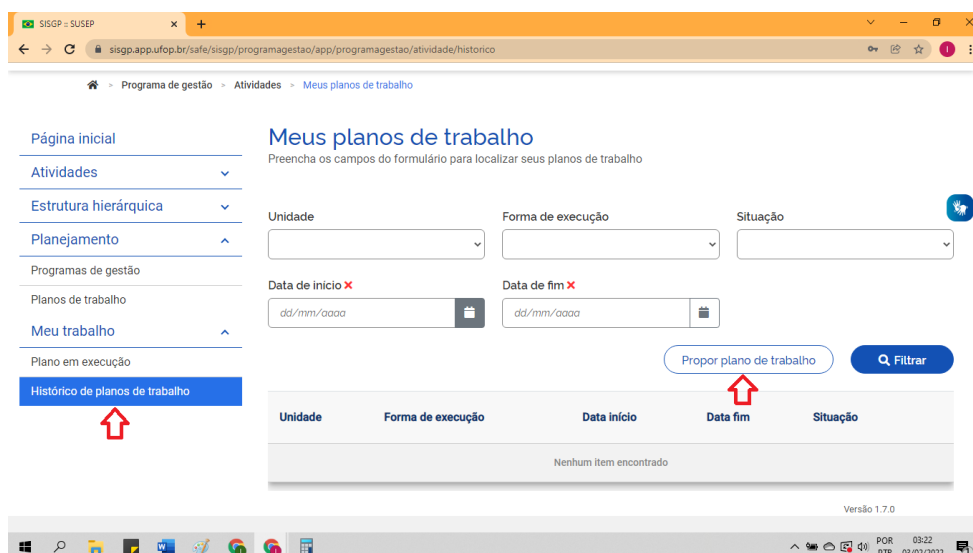 SISGP :: SUSEP
sisgp.app.ufop.br/safe/sisgp/programagestao/app/programagestao/atividade/historico
> Programa de gestão > Atividades > Meus planos de trabalho
Página inicial
Atividades
Estrutura hierárquica
Planejamento
Programas de gestão
Planos de trabalho
Meu trabalho
Plano em execução
Histórico de planos de trabalho
Meus planos de trabalho
Preencha os campos do formulário para localizar seus planos de trabalho
Unidade Forma de execução Situação
Data de início Data de fim
dd/mm/aaaa dd/mm/aaaa
Propor plano de trabalho Filtrar
Unidade Forma de execução Data início Data fim Situação
Nenhum item encontrado
Versão 1.7.0
POR 03:22
PTB 03/02/2022